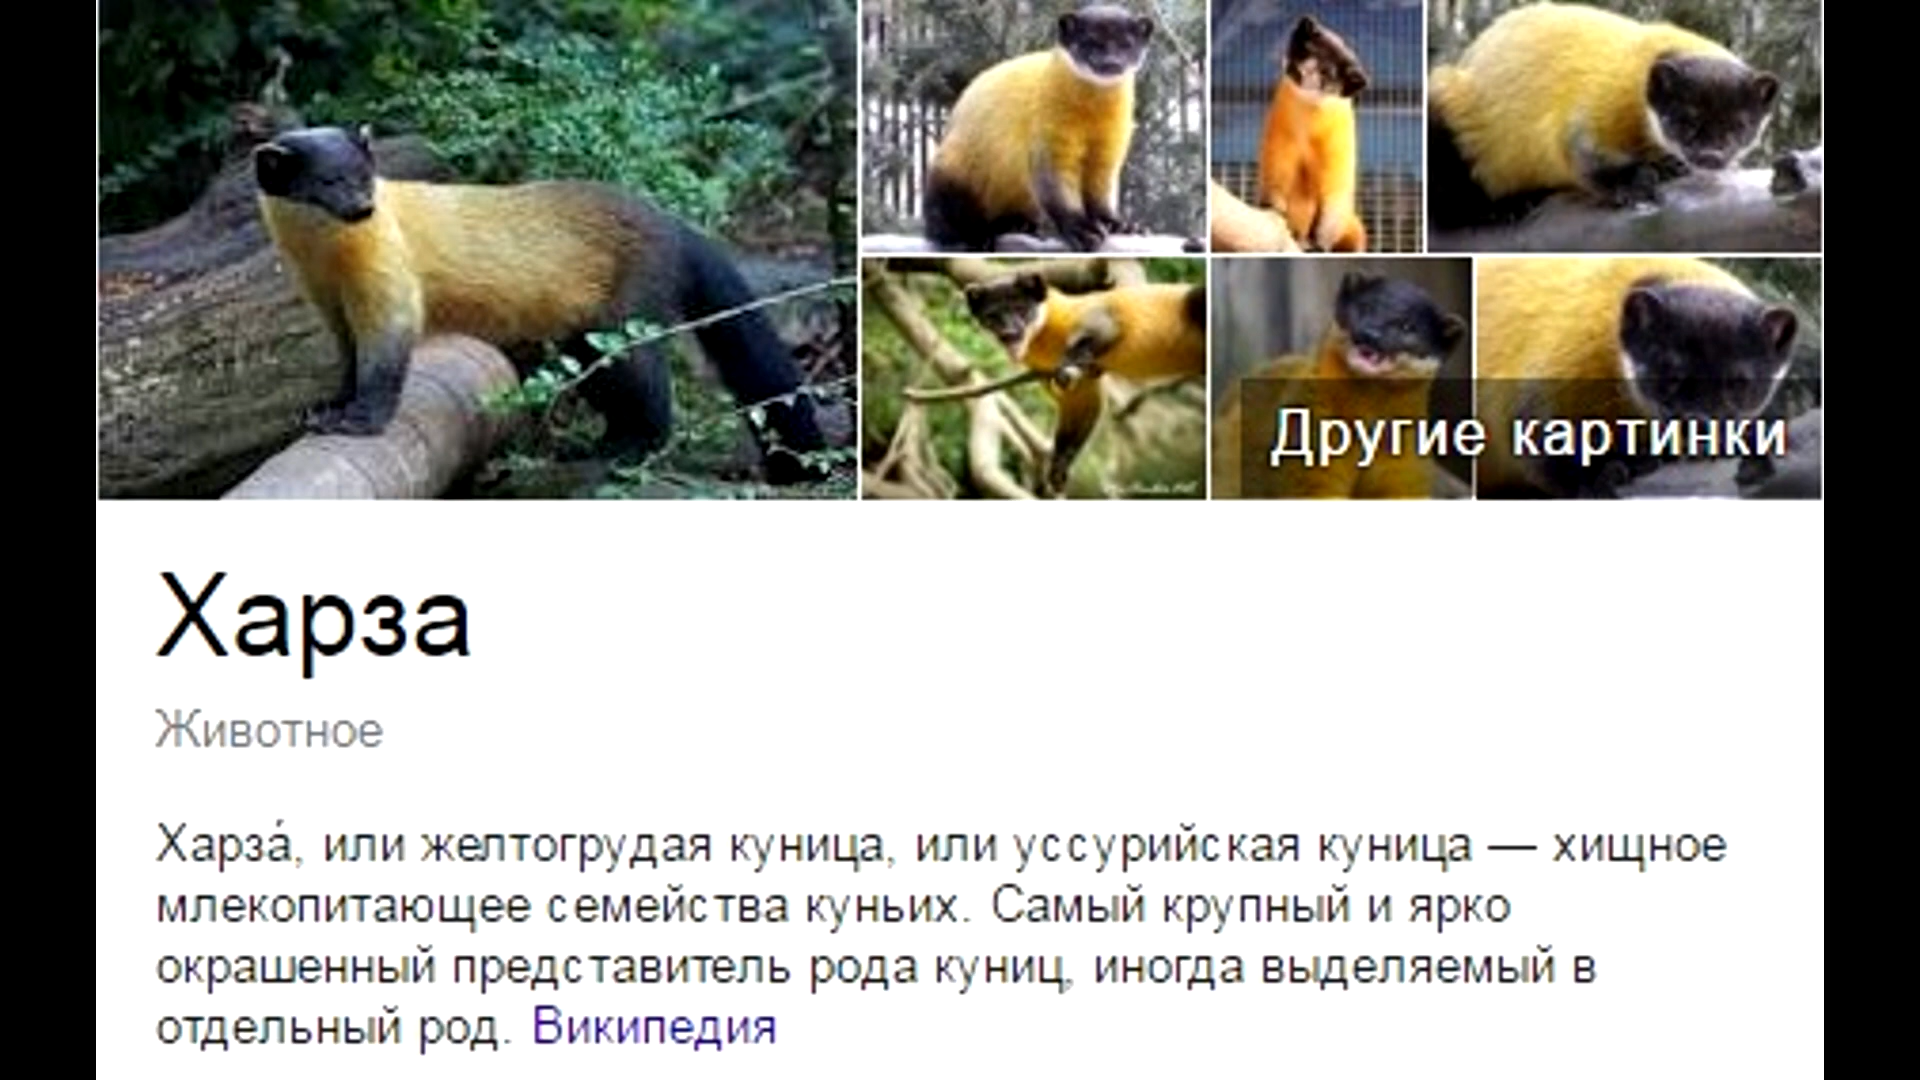 Другие картинки
Харза
Животное
Харза́, или желтогрудая куница, или уссурийская куница — хищное
млекопитающее семейства куньих. Самый крупный и ярко
окрашенный представитель рода куниц, иногда выделяемый в
отдельный род. Википедия